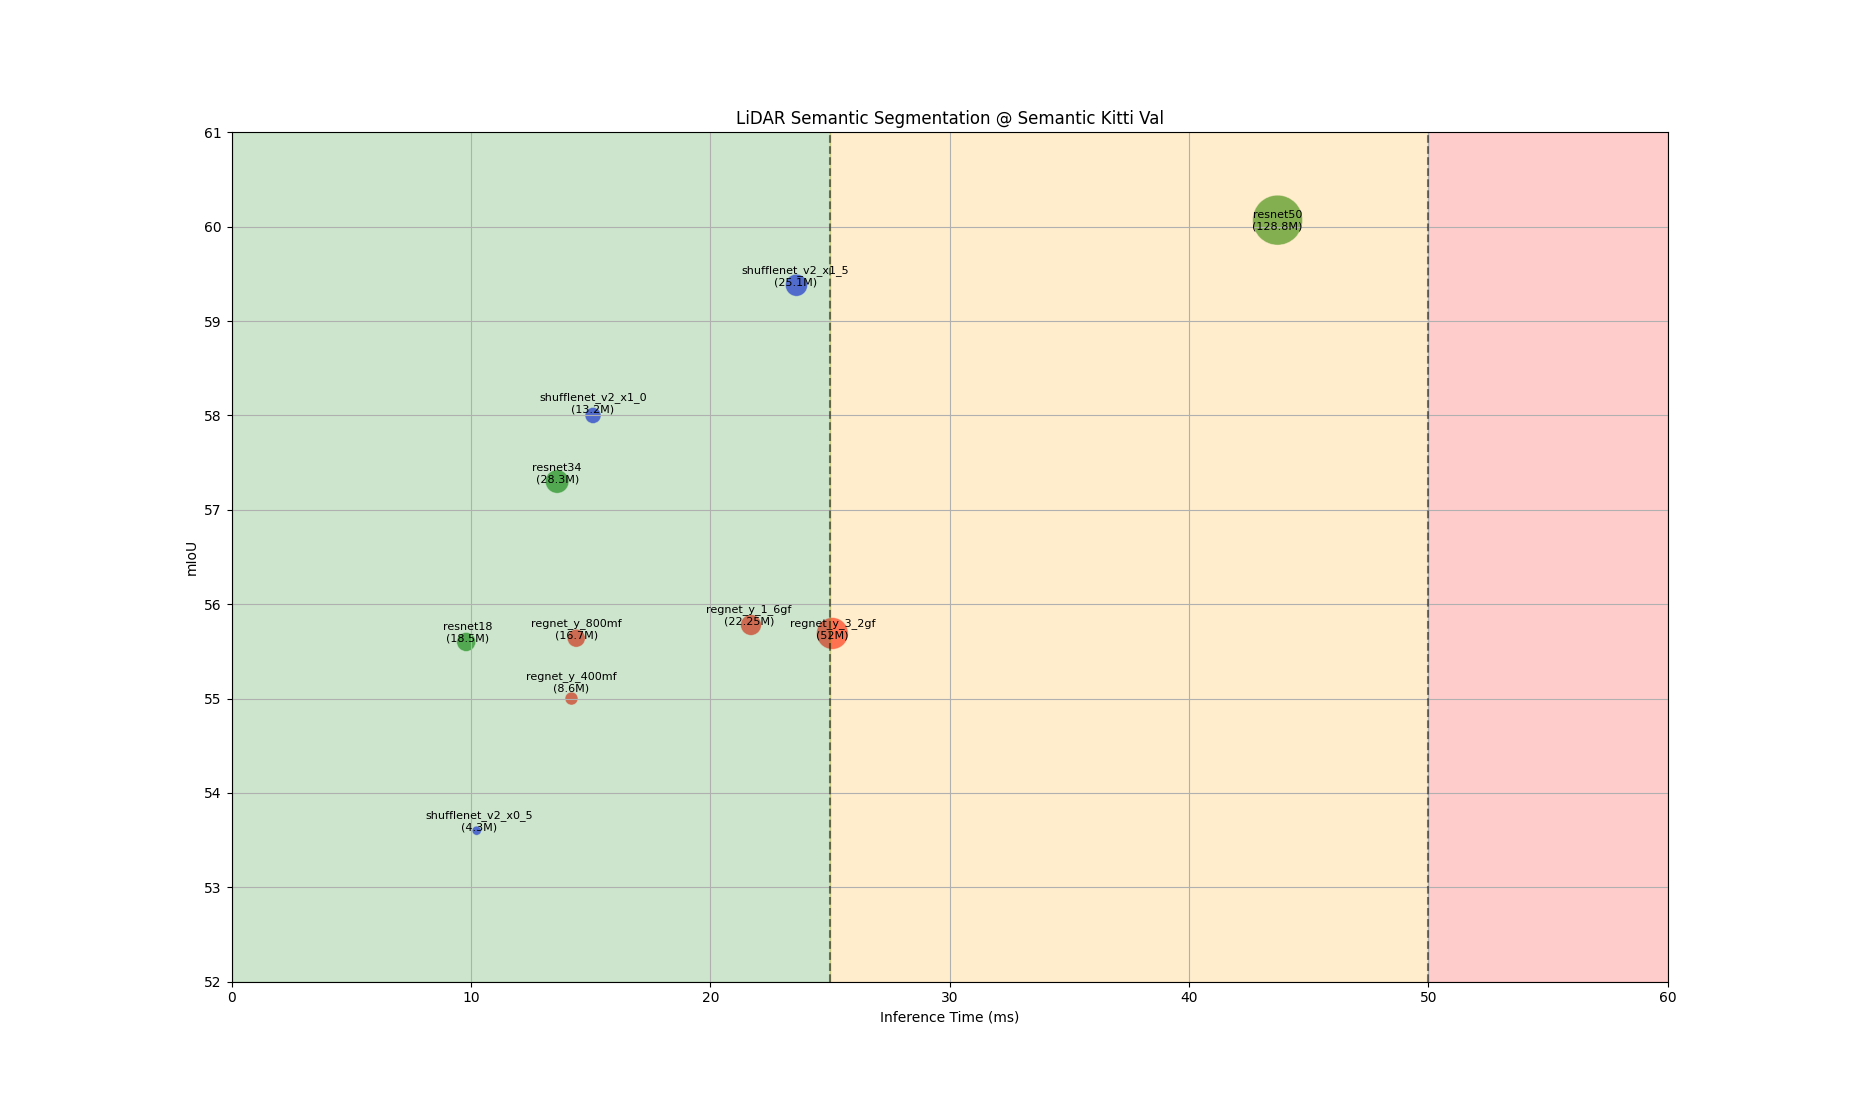 LiDAR Semantic Segmentation @ Semantic Kitti Val
61
60
59
58
57
56
55
54
53
52
mIoU
resnet50
(128.8M)
shufflenet_v2_x1_5
(25.1M)
shufflenet_v2_x1_0
(13.2M)
resnet34
(28.3M)
regnet_y_1_6gf
(22.25M)
regnet_y_3_2gf
(52M)
resnet18
(18.5M)
regnet_y_800mf
(16.7M)
regnet_y_400mf
(8.6M)
shufflenet_v2_x0_5
(4.3M)
0 10 20 30 40 50 60
Inference Time (ms)